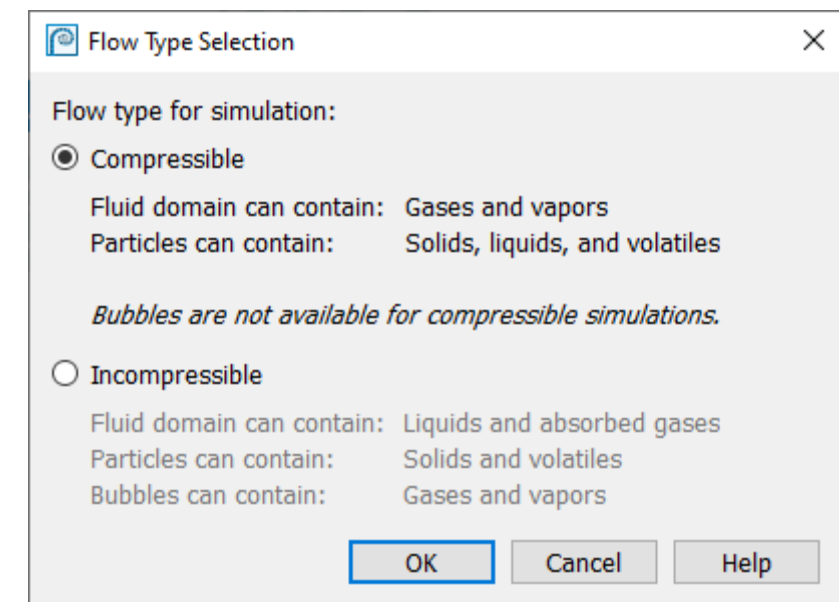 Flow Type Selection
Flow type for simulation:
Compressible
Fluid domain can contain: Gases and vapors
Particles can contain: Solids, liquids, and volatiles
Bubbles are not available for compressible simulations.
Incompressible
Fluid domain can contain: Liquids and absorbed gases
Particles can contain: Solids and volatiles
Bubbles can contain: Gases and vapors
OK Cancel Help